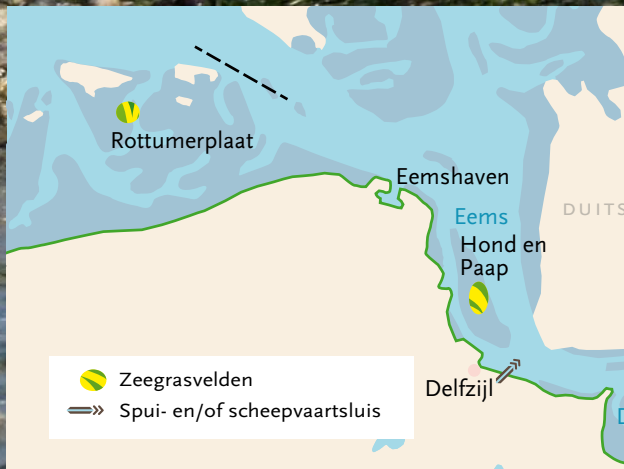 Rottumerplaat
Eemshaven
Eems
DUITS
Hond en
Paap
Zeegrasvelden
Spui- en/of scheepvaartsluis
Delfzijl
D